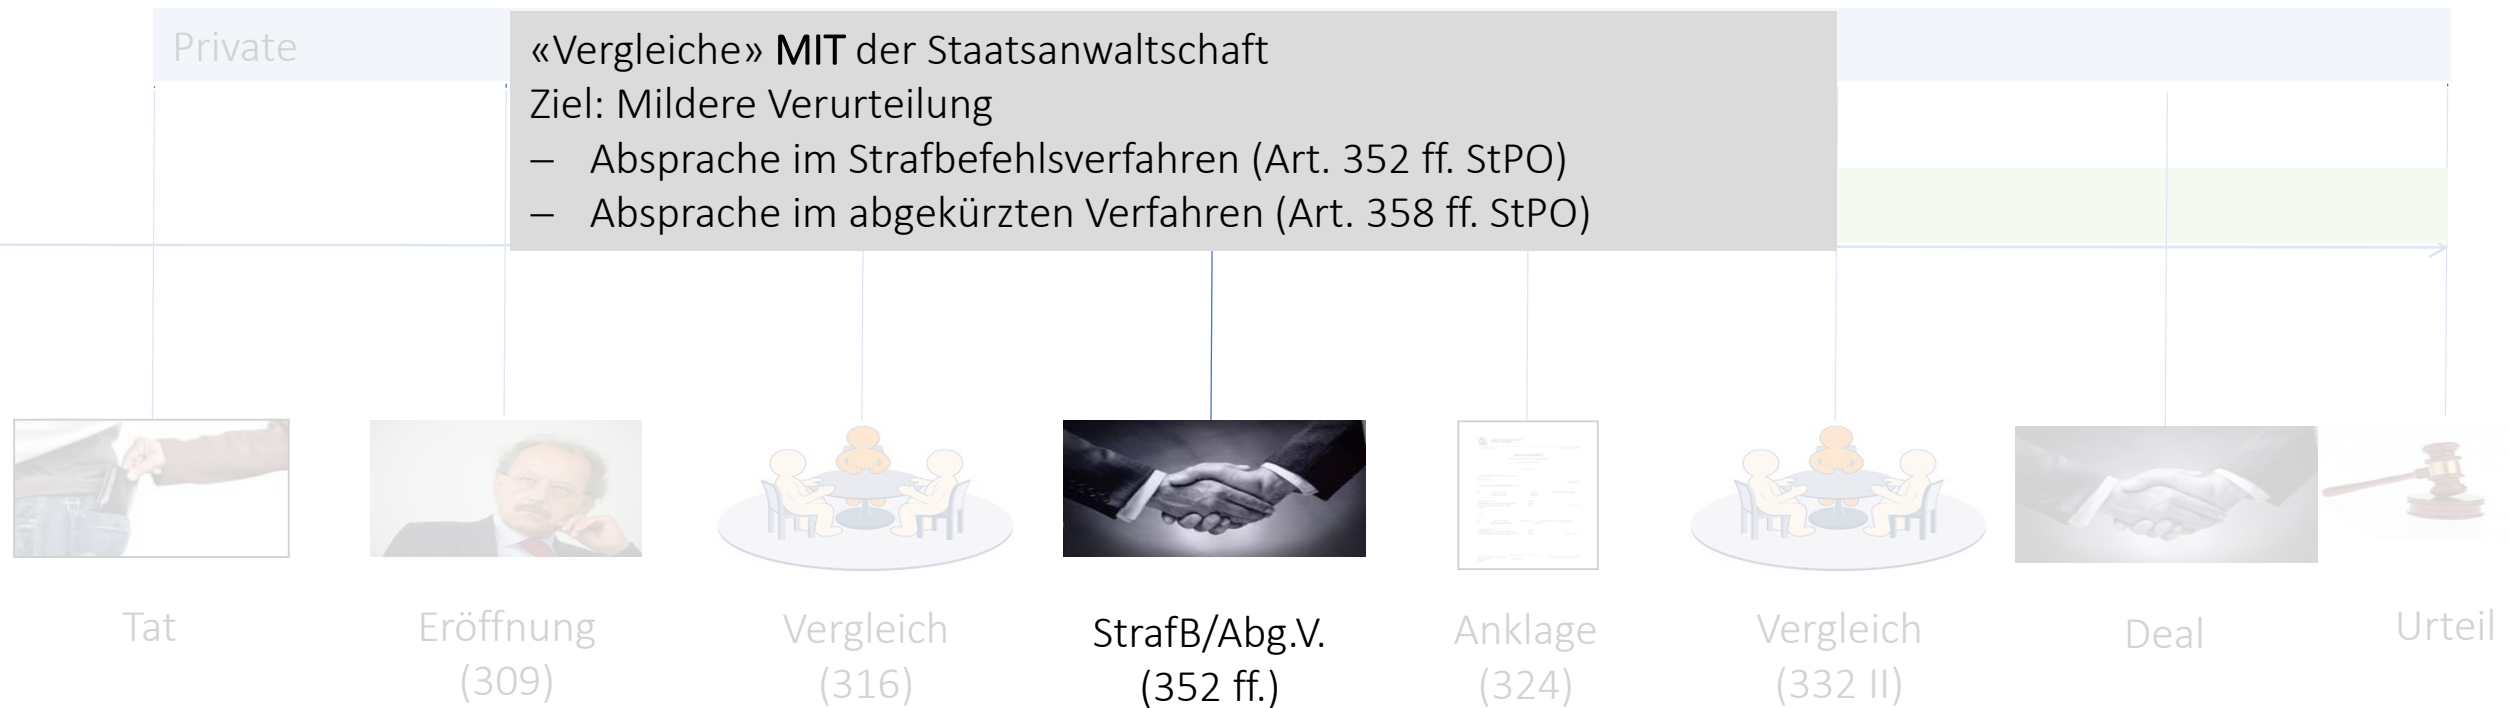 Private
«Vergleiche» MIT der Staatsanwaltschaft
Ziel: Mildere Verurteilung
– Absprache im Strafbefehlsverfahren (Art. 352 ff. StPO)
– Absprache im abgekürzten Verfahren (Art. 358 ff. StPO)
Tat
Eröffnung
(309)
Vergleich
(316)
StrafB/Abg.V.
(352 ff.)
Anklage
(324)
Vergleich
(332 II)
Deal
Urteil